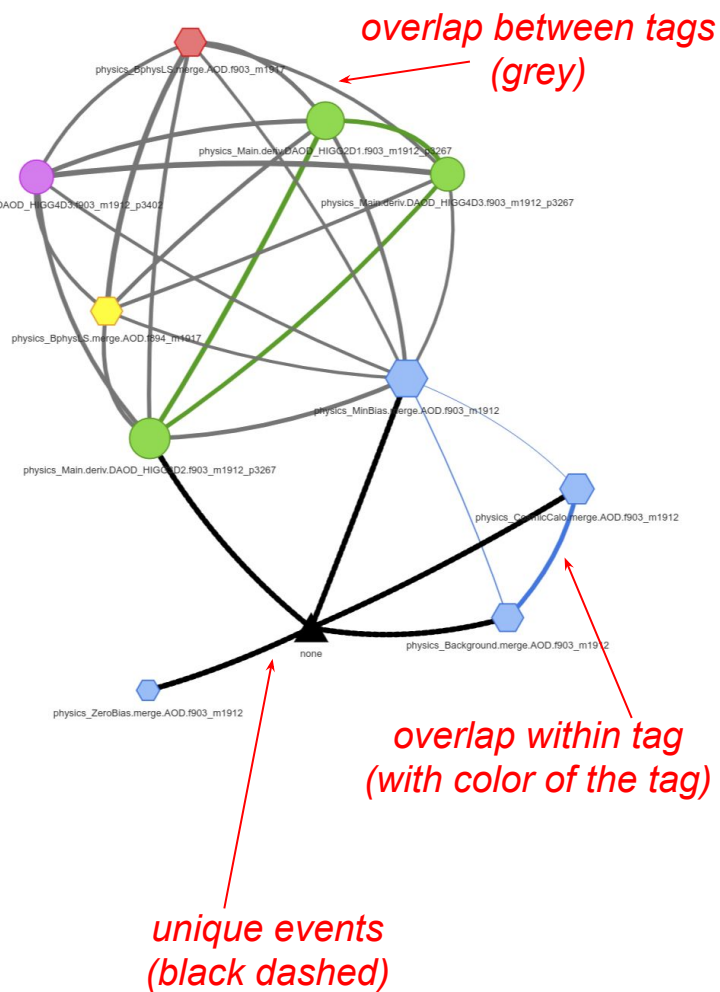 overlap between tags
(grey)
physics_BphysLS.merge.AOD.f903_m1917
physics_Main.deriv.DAOD_HIGG2D1.f903_m1912_p3267
DAOD_HIGG4D3.f903_m1912_p3402
physics_Main.deriv.DAOD_HIGG4D3.f903_m1912_p3267
physics_BphysLS.merge.AOD.f894_m1917
physics_MinBias.merge.AOD.f903_m1912
physics_Main.deriv.DAOD_HIGG4D2.f903_m1912_p3267
physics_CosmicCalo.merge.AOD.f903_m1912
physics_Background.merge.AOD.f903_m1912
none
physics_ZeroBias.merge.AOD.f903_m1912
overlap within tag
(with color of the tag)
unique events
(black dashed)